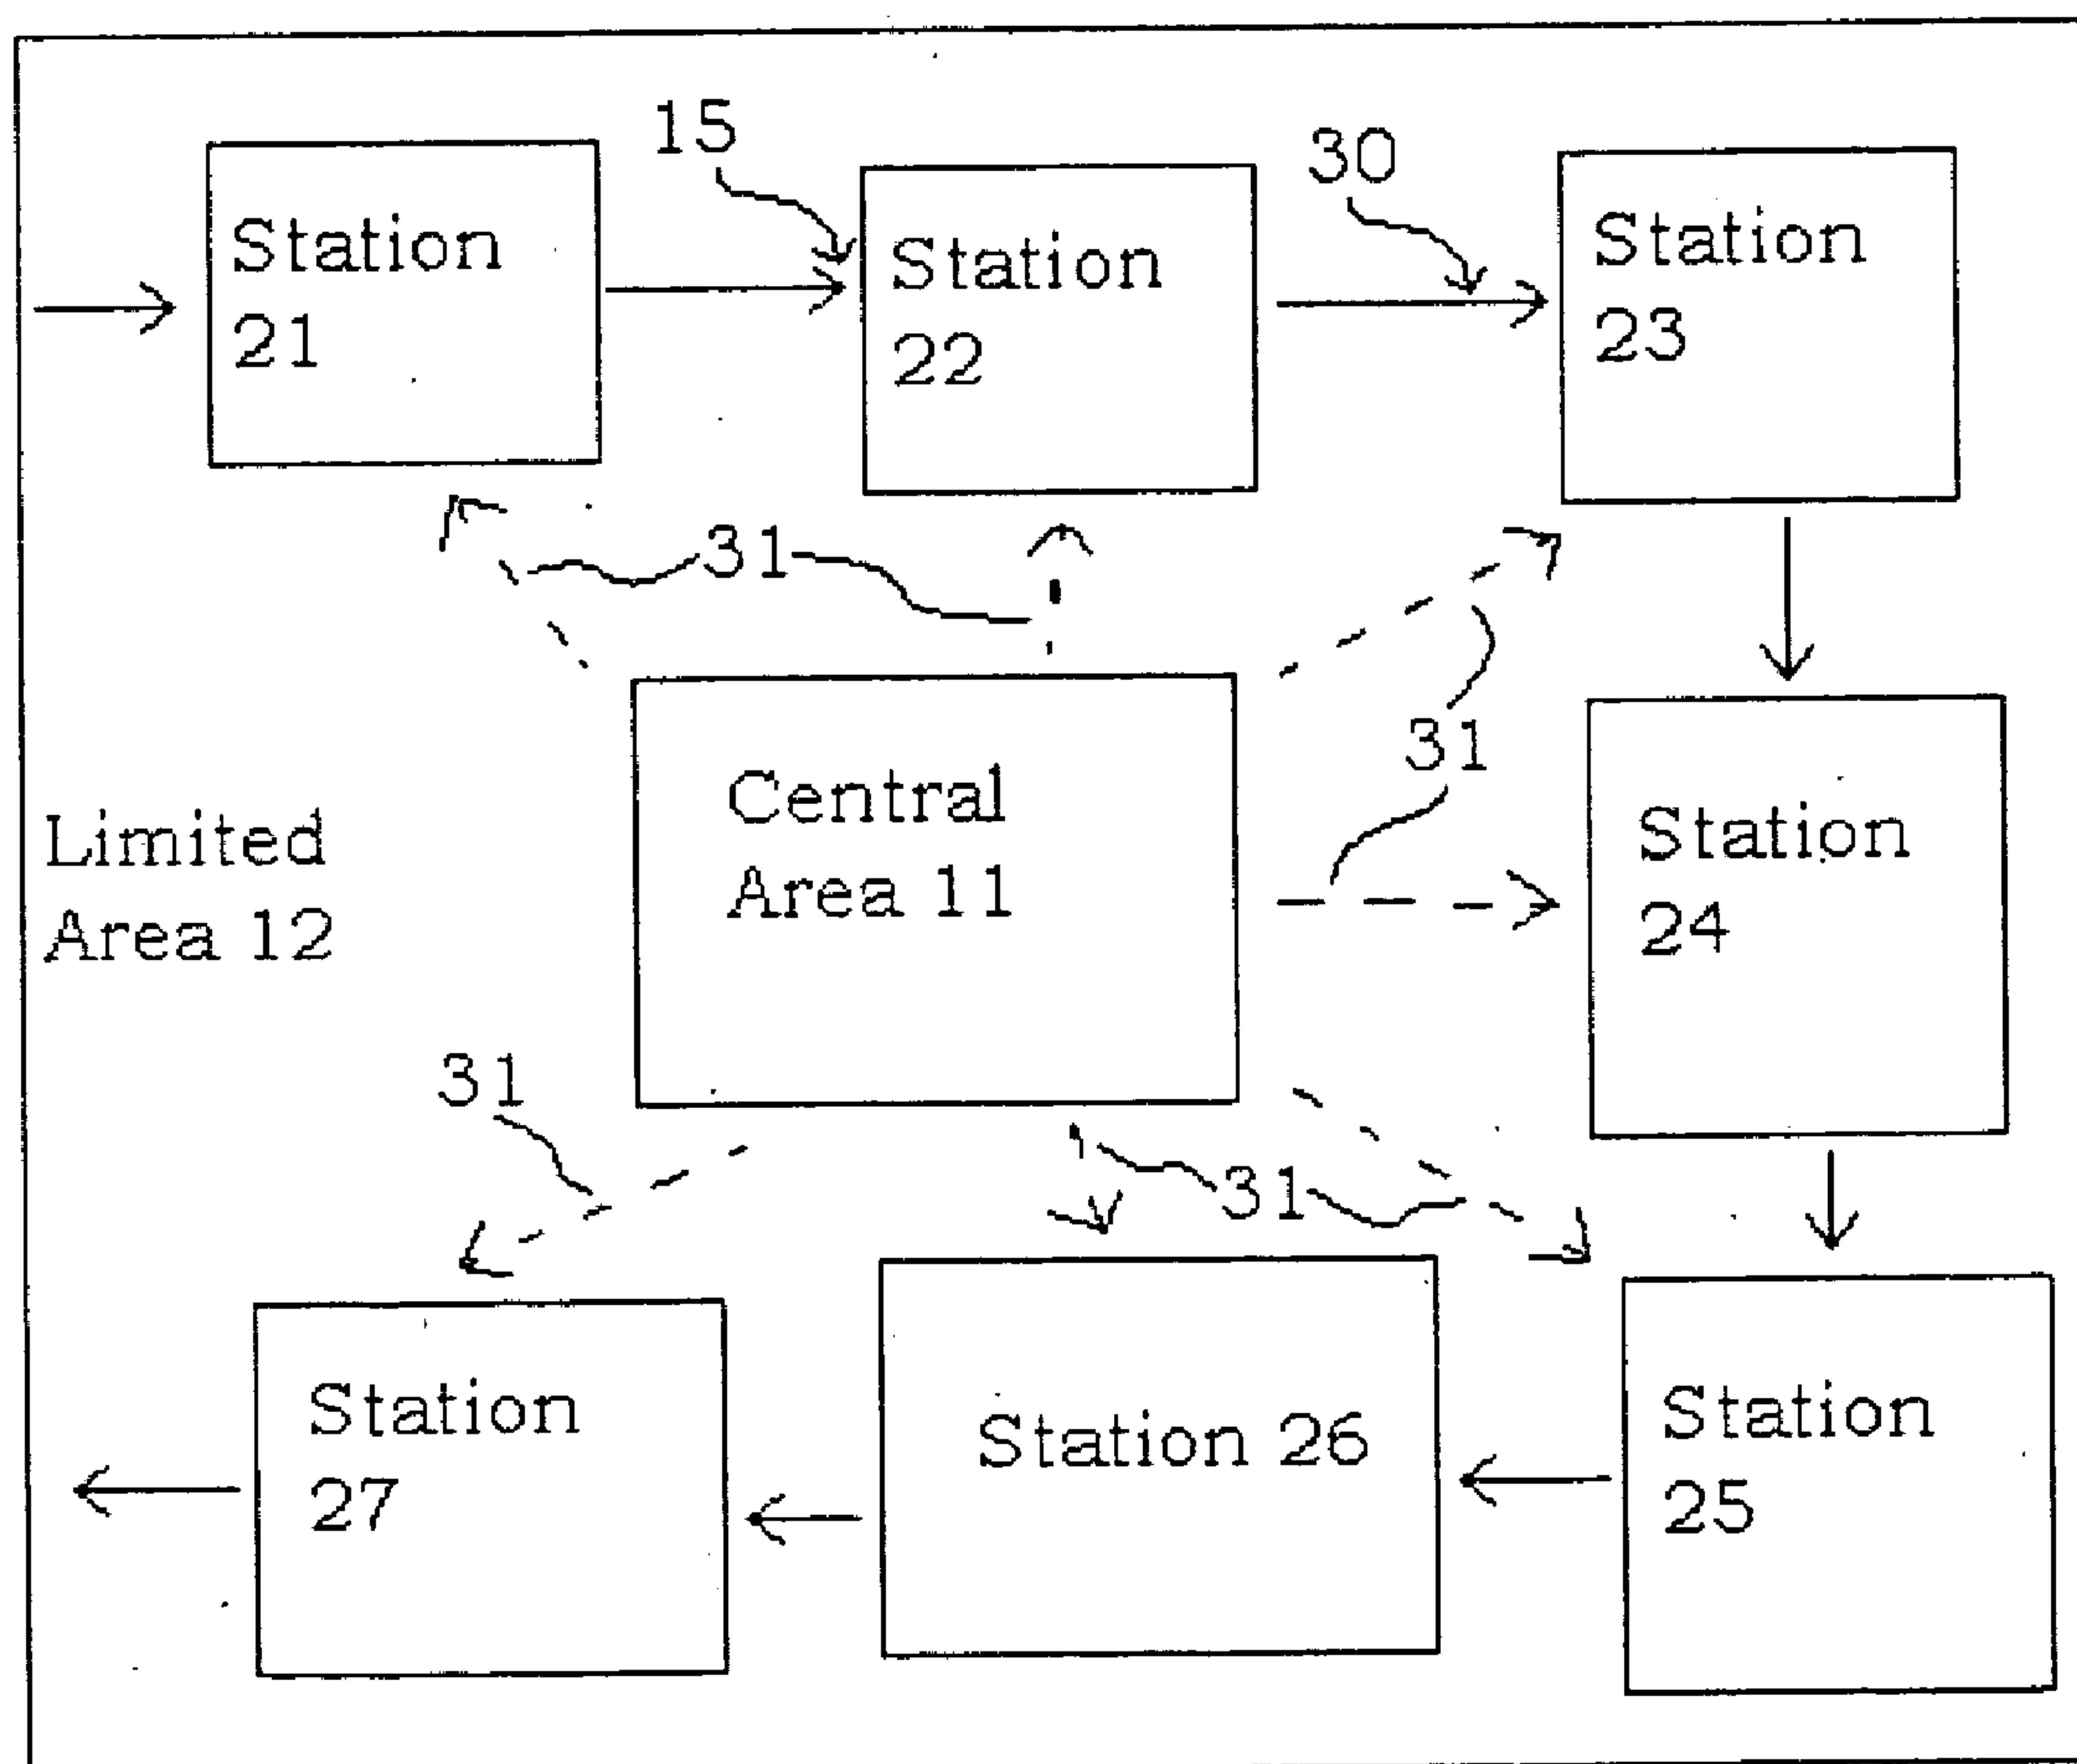 15
30
Station
21
Station
22
Station
23
31
31
Central
Area 11
Limited
Area 12
Station
24
31
31
Station
27
Station 26
Station
25